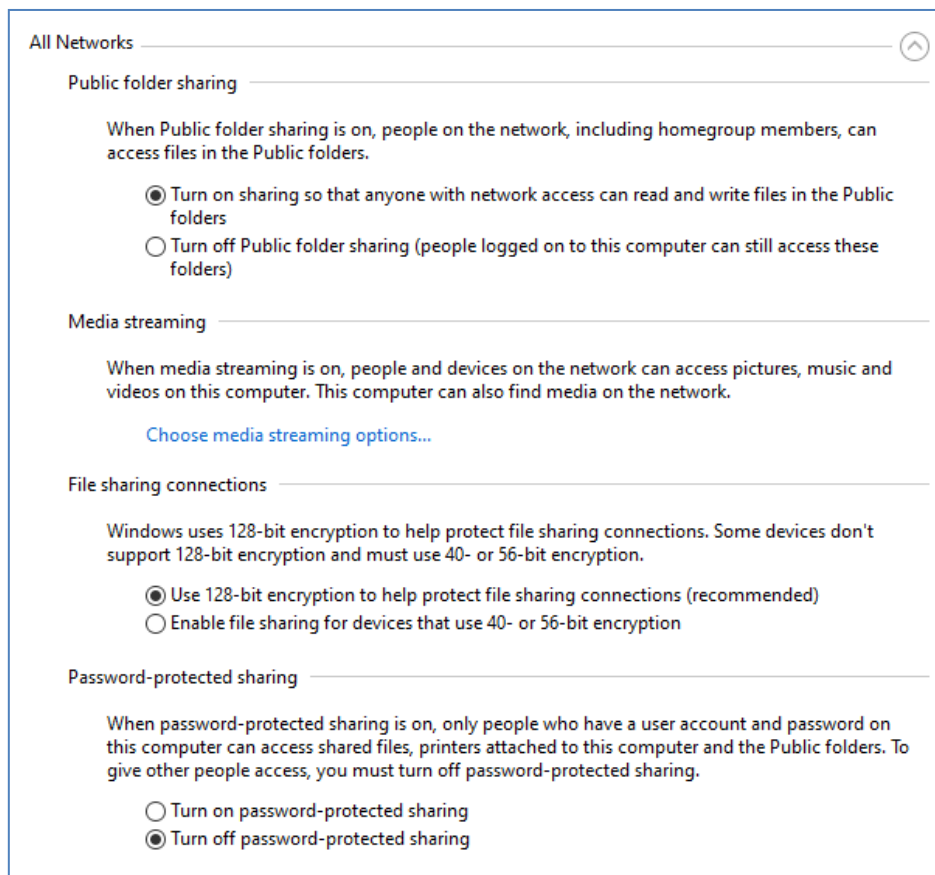 All Networks
Public folder sharing
When Public folder sharing is on, people on the network, including homegroup members, can
access files in the Public folders.
Turn on sharing so that anyone with network access can read and write files in the Public
folders
Turn off Public folder sharing (people logged on to this computer can still access these
folders)
Media streaming
When media streaming is on, people and devices on the network can access pictures, music and
videos on this computer. This computer can also find media on the network.
Choose media streaming options...
File sharing connections
Windows uses 128-bit encryption to help protect file sharing connections. Some devices don't
support 128-bit encryption and must use 40- or 56-bit encryption.
Use 128-bit encryption to help protect file sharing connections (recommended)
Enable file sharing for devices that use 40- or 56-bit encryption
Password-protected sharing
When password-protected sharing is on, only people who have a user account and password on
this computer can access shared files, printers attached to this computer and the Public folders. To
give other people access, you must turn off password-protected sharing.
Turn on password-protected sharing
Turn off password-protected sharing